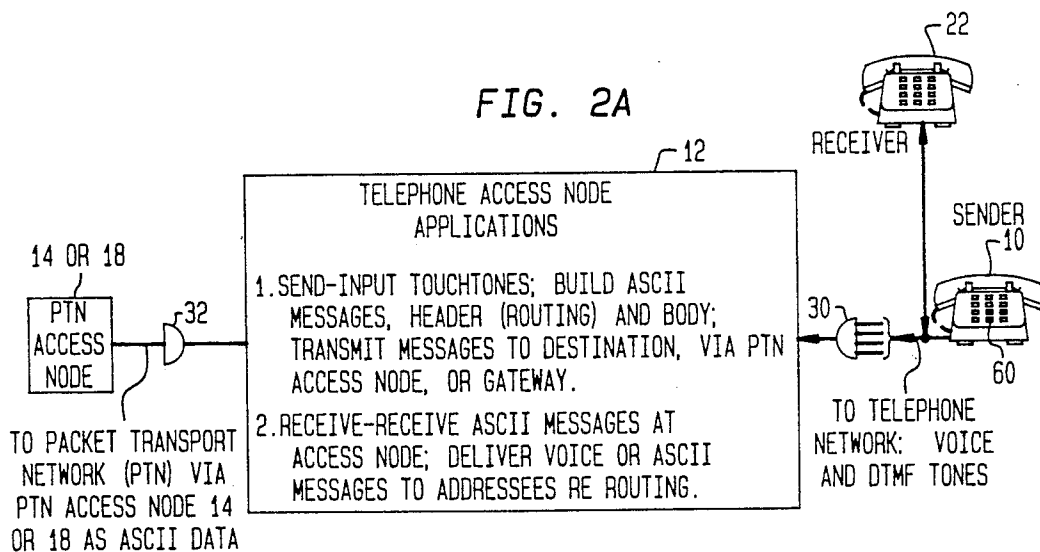 FIG. 2A
22
RECEIVER
12
TELEPHONE ACCESS NODE
APPLICATIONS
1.SEND-INPUT TOUCHTONES; BUILD ASCII
MESSAGES, HEADER (ROUTING) AND BODY;
TRANSMIT MESSAGES TO DESTINATION, VIA PTN
ACCESS NODE, OR GATEWAY.
2.RECEIVE-RECEIVE ASCII MESSAGES AT
ACCESS NODE; DELIVER VOICE OR ASCII
MESSAGES TO ADDRESSEES RE ROUTING.
14 OR 18
PTN
ACCESS
NODE
32
TO PACKET TRANSPORT
NETWORK (PTN) VIA
PTN ACCESS NODE 14
OR 18 AS ASCII DATA
SENDER
10
30
60
TO TELEPHONE
NETWORK: VOICE
AND DTMF TONES